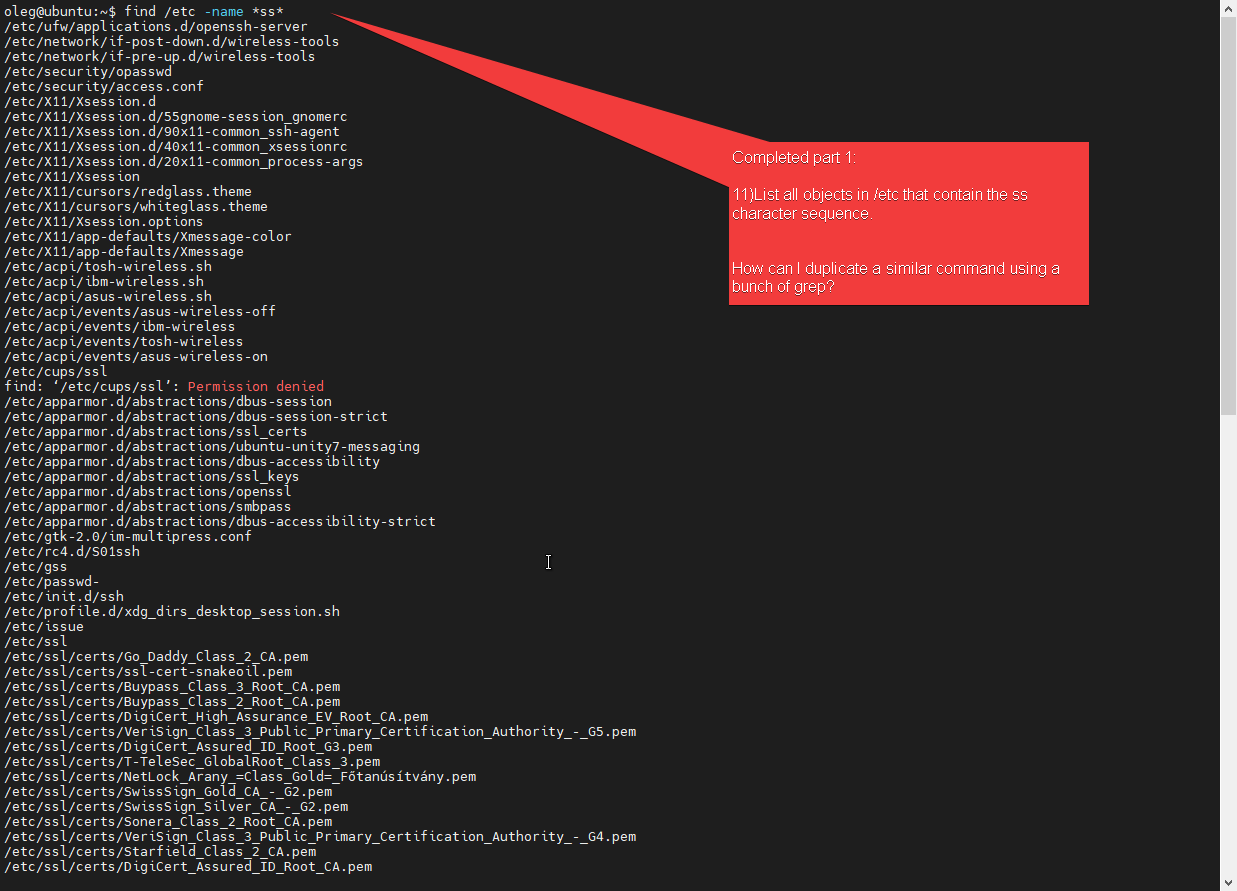 oleg@ubuntu:~$ find /etc -name *ss*
/etc/ufw/applications.d/openssh-server
/etc/network/if-post-down.d/wireless-tools
/etc/network/if-pre-up.d/wireless-tools
/etc/security/opasswd
/etc/security/access.conf
/etc/X11/Xsession.d
/etc/X11/Xsession.d/55gnome-session_gnomerc
/etc/X11/Xsession.d/90x11-common_ssh-agent
/etc/X11/Xsession.d/40x11-common_xsessionrc
/etc/X11/Xsession.d/20x11-common_process-args
/etc/X11/Xsession
/etc/X11/cursors/redglass.theme
/etc/X11/cursors/whiteglass.theme
/etc/X11/Xsession.options
/etc/X11/app-defaults/Xmessage-color
/etc/X11/app-defaults/Xmessage
/etc/acpi/tosh-wireless.sh
/etc/acpi/ibm-wireless.sh
/etc/acpi/asus-wireless.sh
/etc/acpi/events/asus-wireless-off
/etc/acpi/events/ibm-wireless
/etc/acpi/events/tosh-wireless
/etc/acpi/events/asus-wireless-on
/etc/cups/ssl
find: ‘/etc/cups/ssl’: Permission denied
/etc/apparmor.d/abstractions/dbus-session
/etc/apparmor.d/abstractions/dbus-session-strict
/etc/apparmor.d/abstractions/ssl_certs
/etc/apparmor.d/abstractions/ubuntu-unity7-messaging
/etc/apparmor.d/abstractions/dbus-accessibility
/etc/apparmor.d/abstractions/ssl_keys
/etc/apparmor.d/abstractions/openssl
/etc/apparmor.d/abstractions/smbpass
/etc/apparmor.d/abstractions/dbus-accessibility-strict
/etc/gtk-2.0/im-multipress.conf
/etc/rc4.d/S01ssh
/etc/gss
/etc/passwd-
/etc/init.d/ssh
/etc/profile.d/xdg_dirs_desktop_session.sh
/etc/issue
/etc/ssl
/etc/ssl/certs/Go_Daddy_Class_2_CA.pem
/etc/ssl/certs/ssl-cert-snakeoil.pem
/etc/ssl/certs/Buypass_Class_3_Root_CA.pem
/etc/ssl/certs/Buypass_Class_2_Root_CA.pem
/etc/ssl/certs/DigiCert_High_Assurance_EV_Root_CA.pem
/etc/ssl/certs/VeriSign_Class_3_Public_Primary_Certification_Authority_-_G5.pem
/etc/ssl/certs/DigiCert_Assured_ID_Root_G3.pem
/etc/ssl/certs/T-TeleSec_GlobalRoot_Class_3.pem
/etc/ssl/certs/NetLock_Arany_=Class_Gold=_Főtanúsítvány.pem
/etc/ssl/certs/SwissSign_Gold_CA_-_G2.pem
/etc/ssl/certs/SwissSign_Silver_CA_-_G2.pem
/etc/ssl/certs/Sonera_Class_2_Root_CA.pem
/etc/ssl/certs/VeriSign_Class_3_Public_Primary_Certification_Authority_-_G4.pem
/etc/ssl/certs/Starfield_Class_2_CA.pem
/etc/ssl/certs/DigiCert_Assured_ID_Root_CA.pem
Completed part 1:
11)List all objects in /etc that contain the ss
character sequence.
How can I duplicate a similar command using a
bunch of grep?